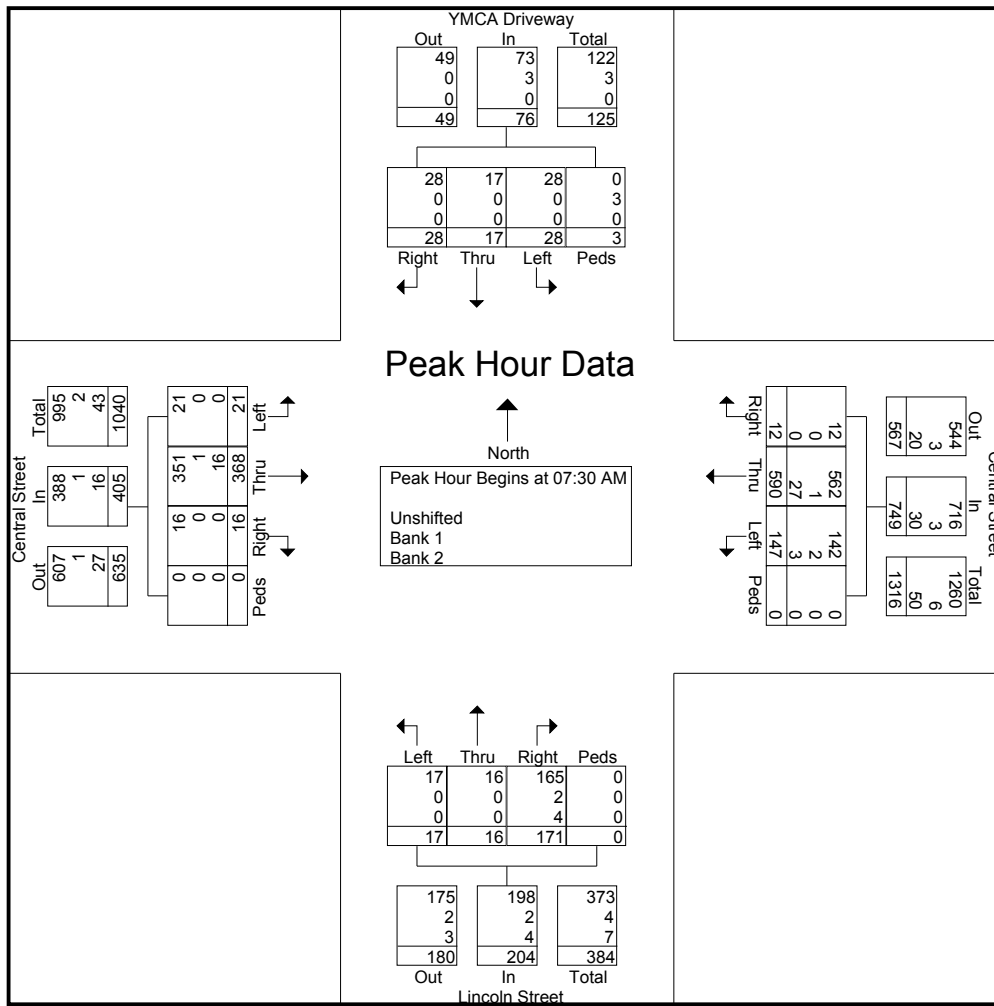 YMCA Driveway
Out In Total
49 73 122
0 3 3
0 0 0
49 76 125
28 17 28 0
0 0 0 3
0 0 0 0
28 17 28 3
Right Thru Left Peds
Peak Hour Data
North
Peak Hour Begins at 07:30 AM
Unshifted
Bank 1
Bank 2
Central Street
Out In Total
607 388 995
1 1 2
27 16 43
635 405 1040
Peds Right Thru Left
0 16 351 21
0 0 1 0
0 0 16 0
0 16 368 21
Central Street
Out In Total
544 716 1260
3 3 6
20 30 50
567 749 1316
Right Thru Left Peds
12 562 142 0
0 1 2 0
0 27 3 0
12 590 147 0
Left Thru Right Peds
17 16 165 0
0 0 2 0
0 0 4 0
17 16 171 0
175 198 373
2 2 4
3 4 7
180 204 384
Out In Total
Lincoln Street